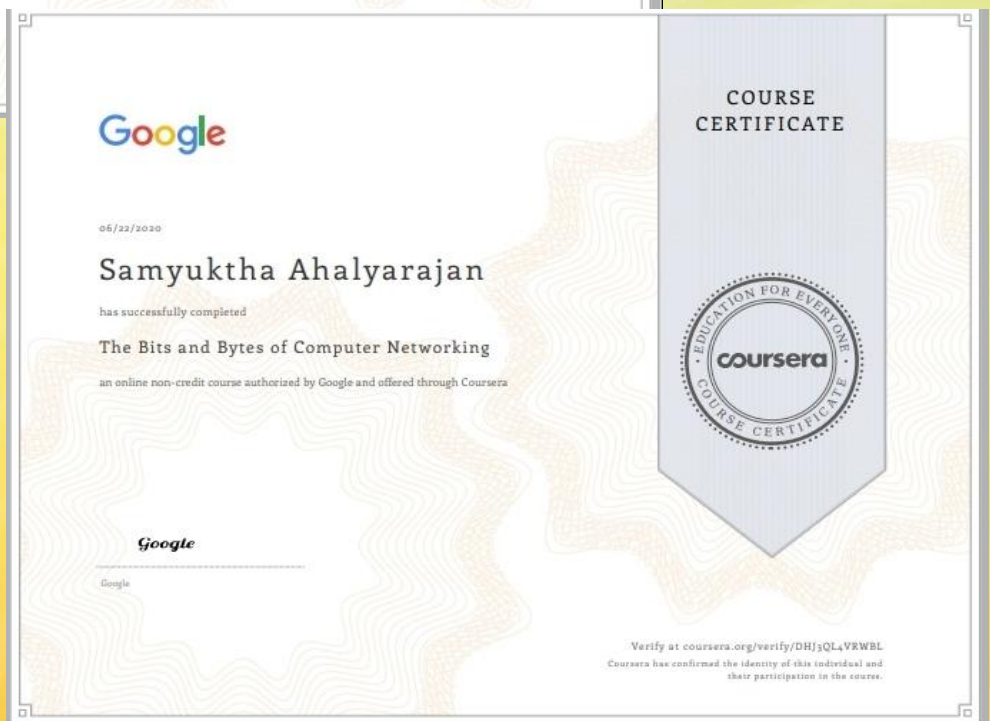 Google
06/22/2020
Samyuktha Ahalyarajan
has successfully completed
The Bits and Bytes of Computer Networking
an online non-credit course authorized by Google and offered through Coursera
Google
Google
COURSE
CERTIFICATE
EDUCATION FOR EVERYONE
coursera
COURSE CERTIFICATE
Verify at coursera.org/verify/DHJ3QL4VRWBL
Coursera has confirmed the identity of this individual and
their participation in the course.